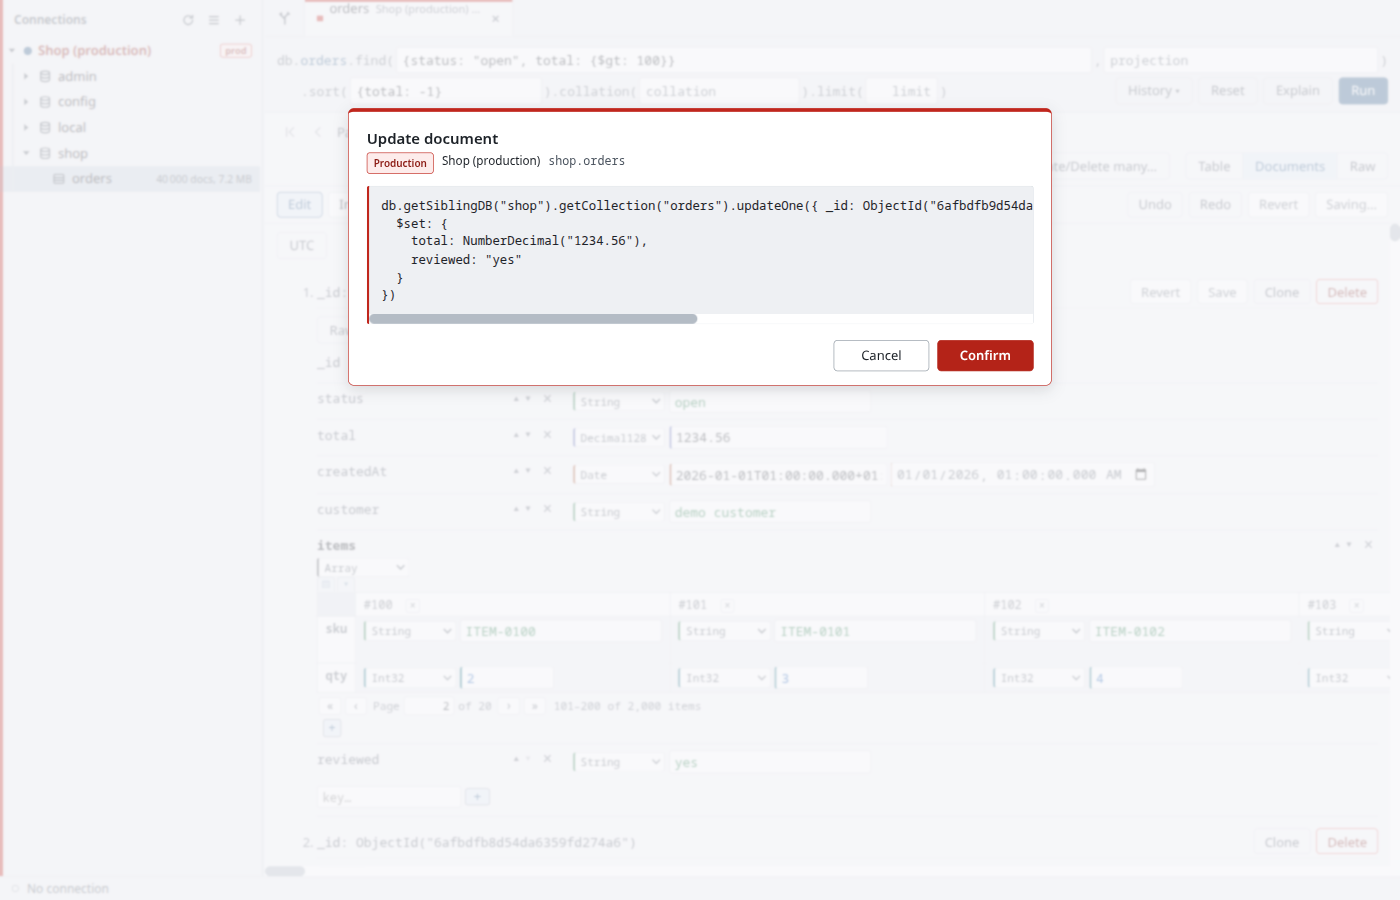 Connections
orders Shop (production) ...
Shop (production) prod
db.orders.find( {status: "open", total: {$gt: 100}} , projection )
admin
.sort( {total: -1} ).collation( collation ).limit( limit ) History Reset Explain Run
config
local
shop
orders 40 000 docs, 7.2 MB
te/Delete many... Table Documents Raw
Edit Undo Redo Revert Saving...
UTC
Update document
Production Shop (production) shop.orders
db.getSiblingDB("shop").getCollection("orders").updateOne({ _id: ObjectId("6afbdfb9d54da
$set: {
total: NumberDecimal("1234.56"),
reviewed: "yes"
}
})
Cancel Confirm
1. _id: Revert Save Clone Delete
_id
status String open
total Decimal128 1234.56
createdAt Date 2026-01-01T01:00:00.000+01 01/01/2026, 01:00:00.000 AM
customer String demo customer
items
Array
#100 #101 #102 #103
sku String ITEM-0100 String ITEM-0101 String ITEM-0102 String
qty Int32 2 Int32 3 Int32 4 Int32
« ‹ Page 2 of 20 › » 101–200 of 2,000 items
+
reviewed String yes
key… +
2. _id: ObjectId("6afbdfb8d54da6359fd274a6") Clone Delete
No connection